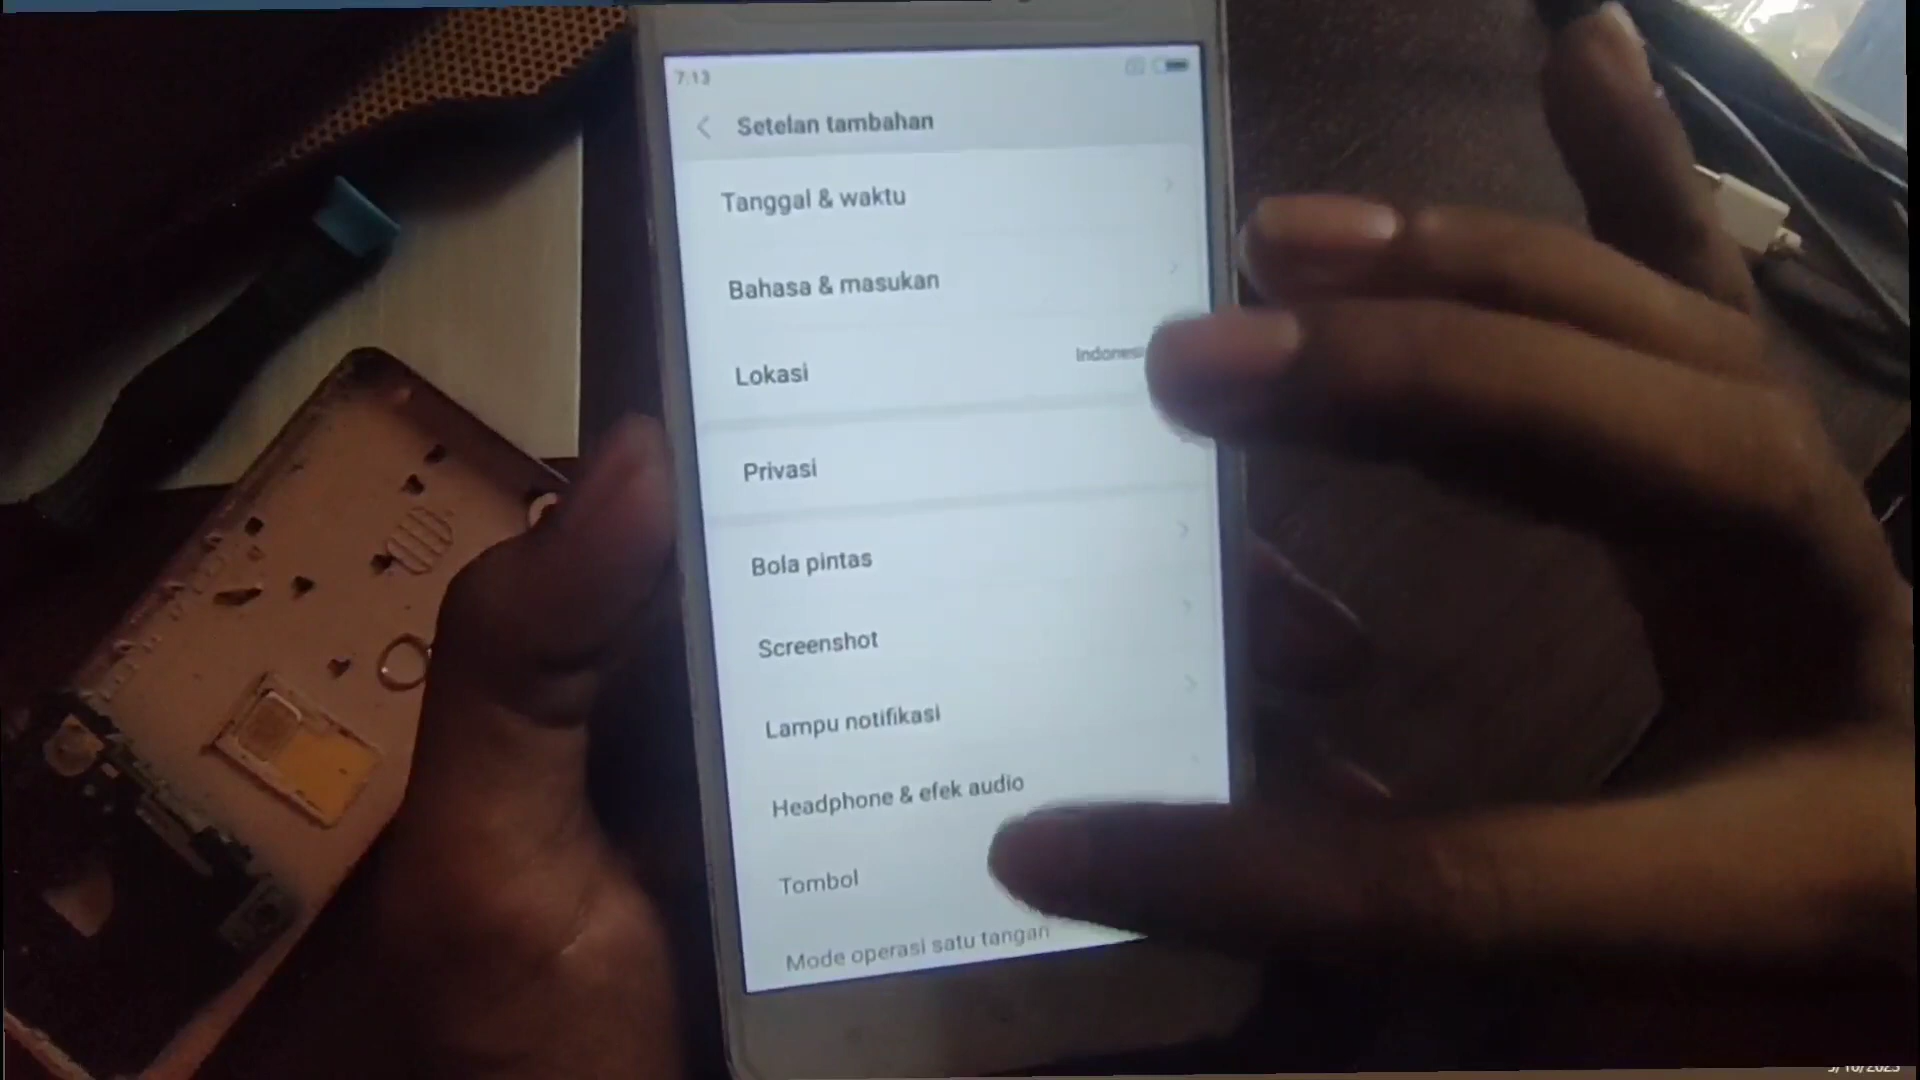 7:13
Setelan tambahan
Tanggal & waktu
Bahasa & masukan
Lokasi
Privasi
Bola pintas
Screenshot
Lampu notifikasi
Headphone & efek audio
Tombol
Mode operasi satu tangan